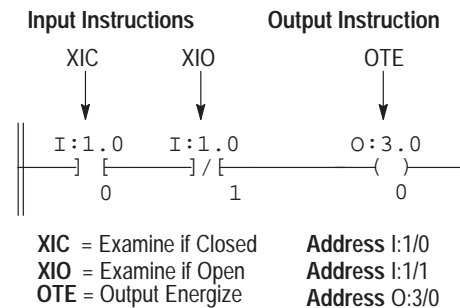 Input Instructions Output Instruction
XIC XIO OTE
I:1.0 I:1.0 O:3.0
] [ ]/[ ( )
0 1 0
XIC = Examine if Closed Address I:1/0
XIO = Examine if Open Address I:1/1
OTE = Output Energize Address O:3/0